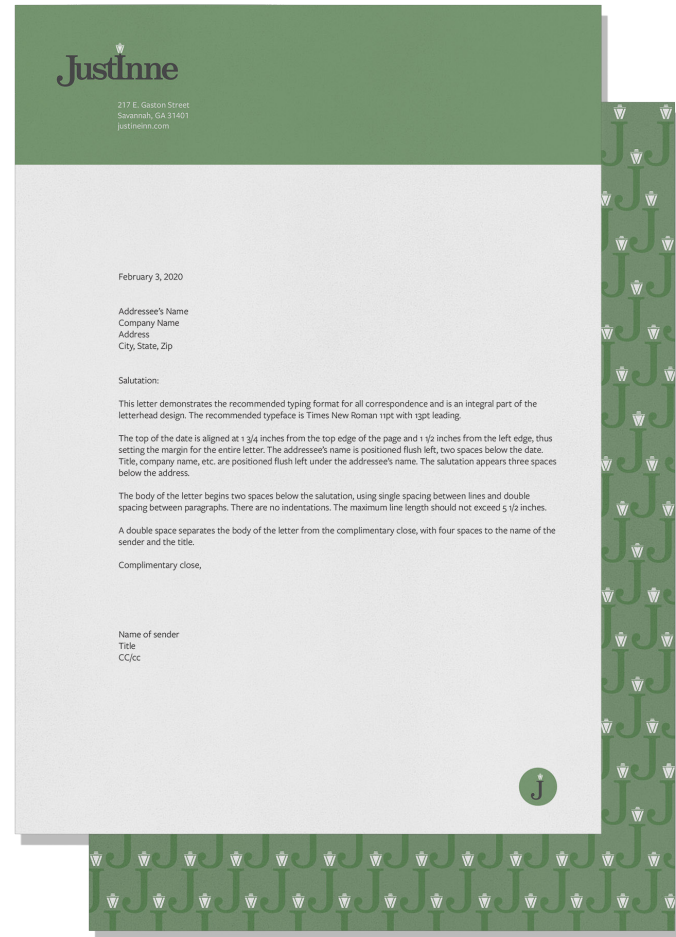 JustInne
217 E. Gaston Street
Savannah, GA 31401
justineinn.com
February 3, 2020
Addressee's Name
Company Name
Address
City, State, Zip
Salutation:
This letter demonstrates the recommended typing format for all correspondence and is an integral part of the
letterhead design. The recommended typeface is Times New Roman 11pt with 13pt leading.
The top of the date is aligned at 1 3/4 inches from the top edge of the page and 1 1/2 inches from the left edge, thus
setting the margin for the entire letter. The addressee's name is positioned flush left, two spaces below the date.
Title, company name, etc. are positioned flush left under the addressee's name. The salutation appears three spaces
below the address.
The body of the letter begins two spaces below the salutation, using single spacing between lines and double
spacing between paragraphs. There are no indentations. The maximum line length should not exceed 5 1/2 inches.
A double space separates the body of the letter from the complimentary close, with four spaces to the name of the
sender and the title.
Complimentary close,
Name of sender
Title
CC/cc
J